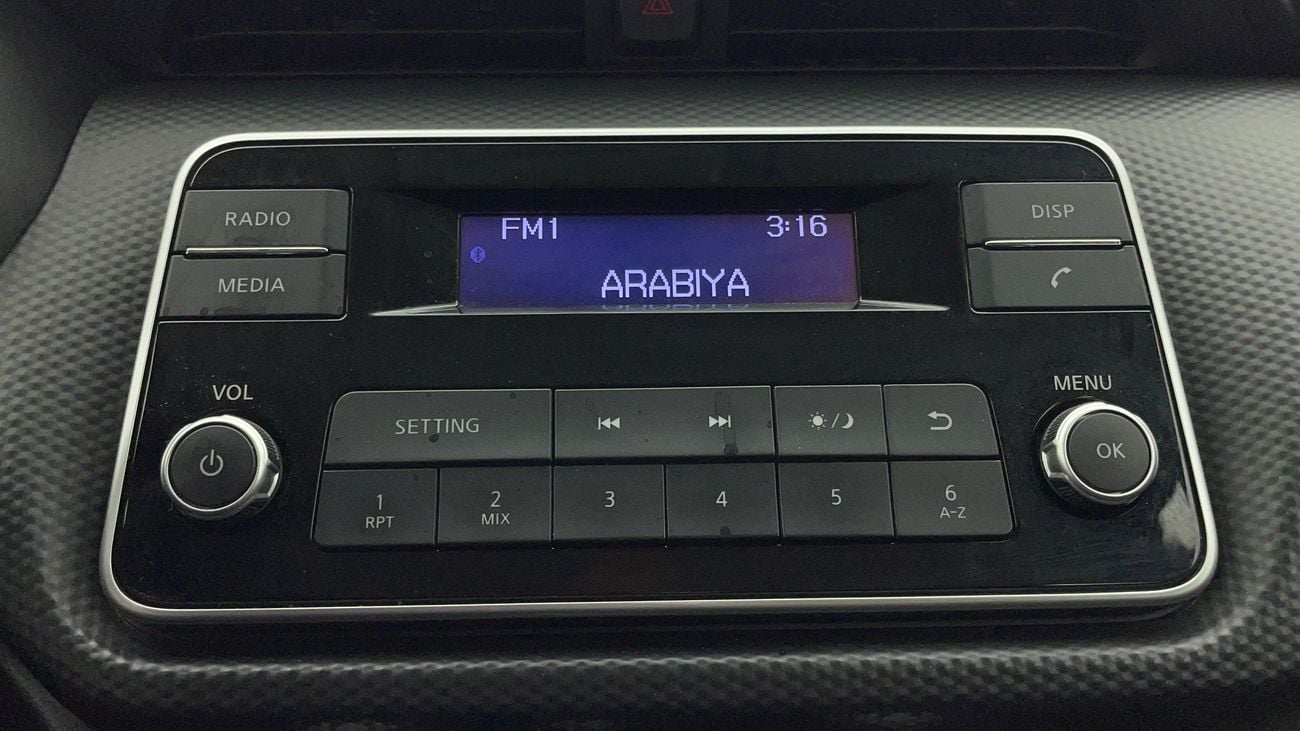 RADIO
MEDIA
FM1 3:16
ARABIYA
DISP
VOL
MENU
SETTING
OK
1 2 3 4 5 6
RPT MIX A-Z